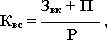 Квс = (Звк + П) / Р ,